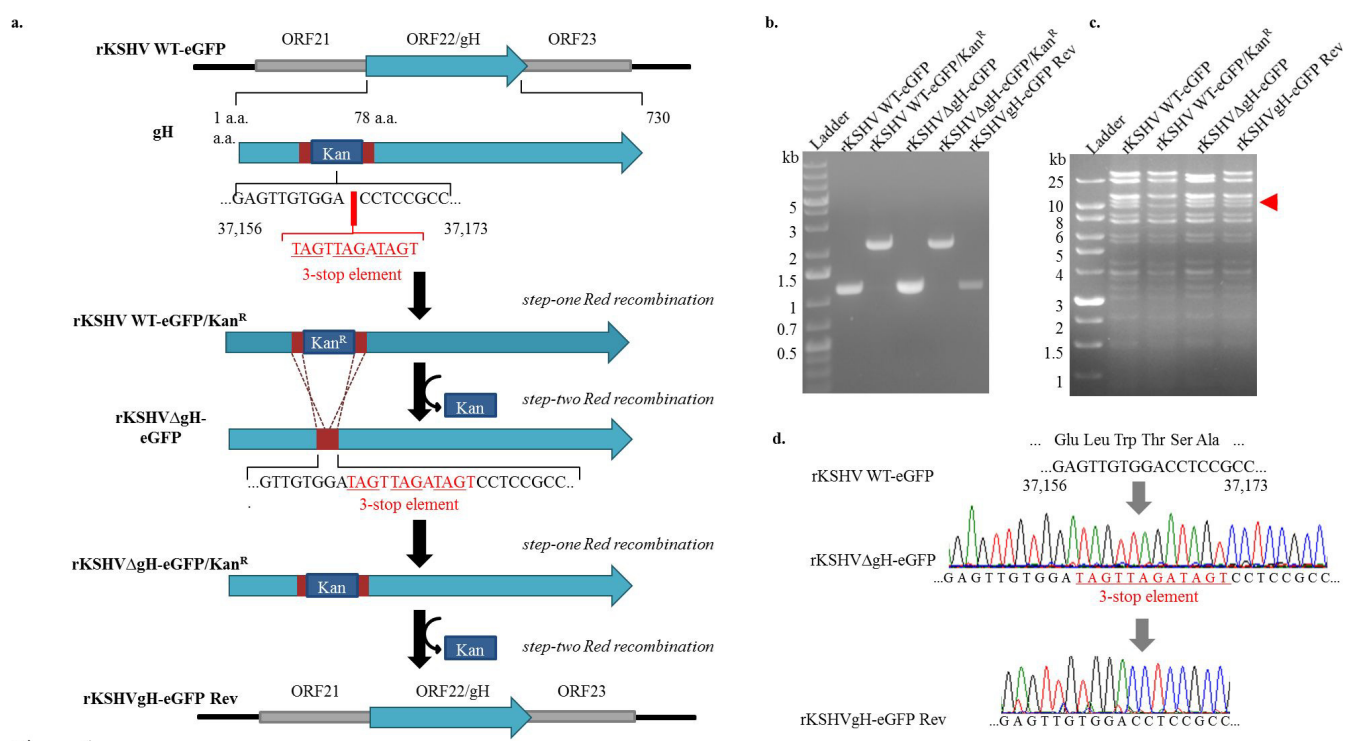 a.
rKSHV WT-eGFP
ORF21
ORF22/gH
ORF23
1 a.a.
78 a.a.
730
a.a.
gH
Kan
...GAGTTGTGGA CCTCCGCC...
37,156
37,173
TAGTTAGATAGT
3-stop element
step-one Red recombination
rKSHV WT-eGFP/KanR
KanR
Kan
step-two Red recombination
rKSHVΔgH-
eGFP
...GTTGTGGATAGTTAGATAGTCCTCCGCC..
.
3-stop element
step-one Red recombination
rKSHVΔgH-eGFP/KanR
Kan
Kan
step-two Red recombination
rKSHVgH-eGFP Rev
ORF21
ORF22/gH
ORF23
b.
Ladder
rKSHV WT-eGFP
rKSHV WT-eGFP/KanR
rKSHVΔgH-eGFP
rKSHVΔgH-eGFP/KanR
rKSHVgH-eGFP Rev
kb
5
3
2
1.5
1
0.7
0.5
c.
Ladder
rKSHV WT-eGFP
rKSHV WT-eGFP/KanR
rKSHVΔgH-eGFP
rKSHVgH-eGFP Rev
kb
25
10
8
6
5
4
3
2
1.5
1
d.
... Glu Leu Trp Thr Ser Ala ...
rKSHV WT-eGFP
...GAGTTGTGGACCTCCGCC...
37,156
37,173
rKSHVΔgH-eGFP
...GAGTTGTGGATAGTTAGATAGTCCTCCGCC...
3-stop element
rKSHVgH-eGFP Rev
...GAGTTGTGGACCTCCGCC...